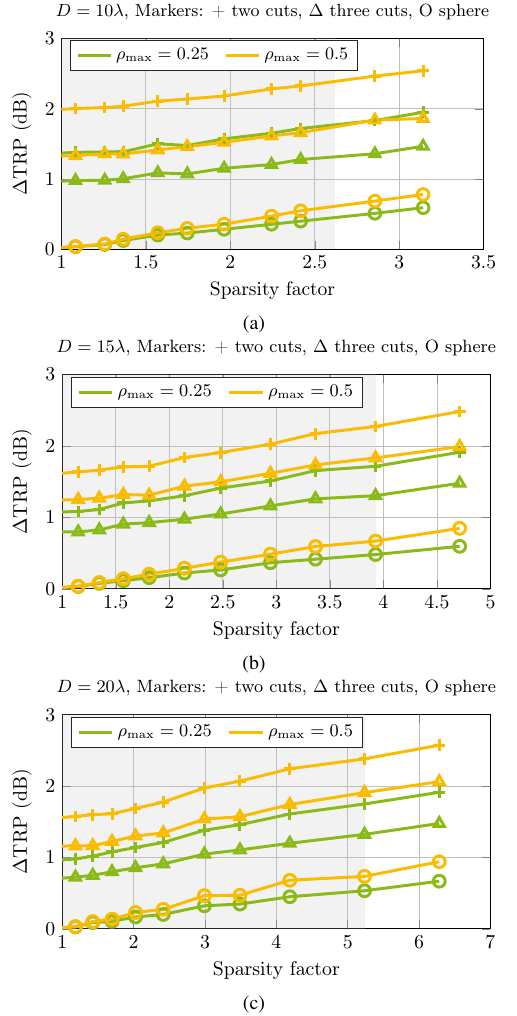 D = 10λ, Markers: + two cuts, Δ three cuts, O sphere
3
ρmax = 0.25 ρmax = 0.5
2
1
0
ΔTRP (dB)
1 1.5 2 2.5 3 3.5
Sparsity factor
(a)
D = 15λ, Markers: + two cuts, Δ three cuts, O sphere
3
ρmax = 0.25 ρmax = 0.5
2
1
0
ΔTRP (dB)
1 1.5 2 2.5 3 3.5 4 4.5 5
Sparsity factor
(b)
D = 20λ, Markers: + two cuts, Δ three cuts, O sphere
3
ρmax = 0.25 ρmax = 0.5
2
1
0
ΔTRP (dB)
1 2 3 4 5 6 7
Sparsity factor
(c)